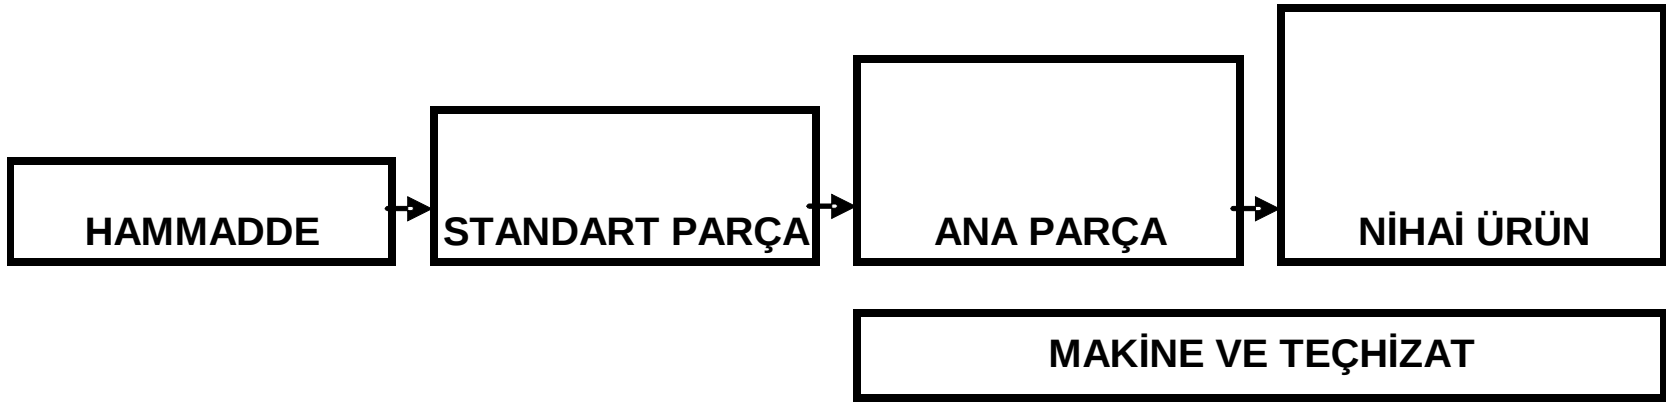 HAMMADDE
STANDART PARÇA
ANA PARÇA
NİHAİ ÜRÜN
MAKİNE VE TEÇHİZAT